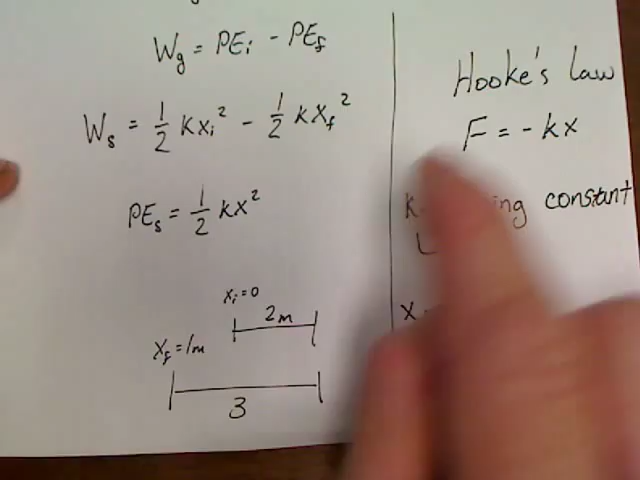 Wg = PEi - PEf
Ws = 1/2 kxi² - 1/2 kxf²
PEs = 1/2 kx²
xi = 0
2m
xf = 1m
3
Hooke's law
F = -kx
k
constant
x